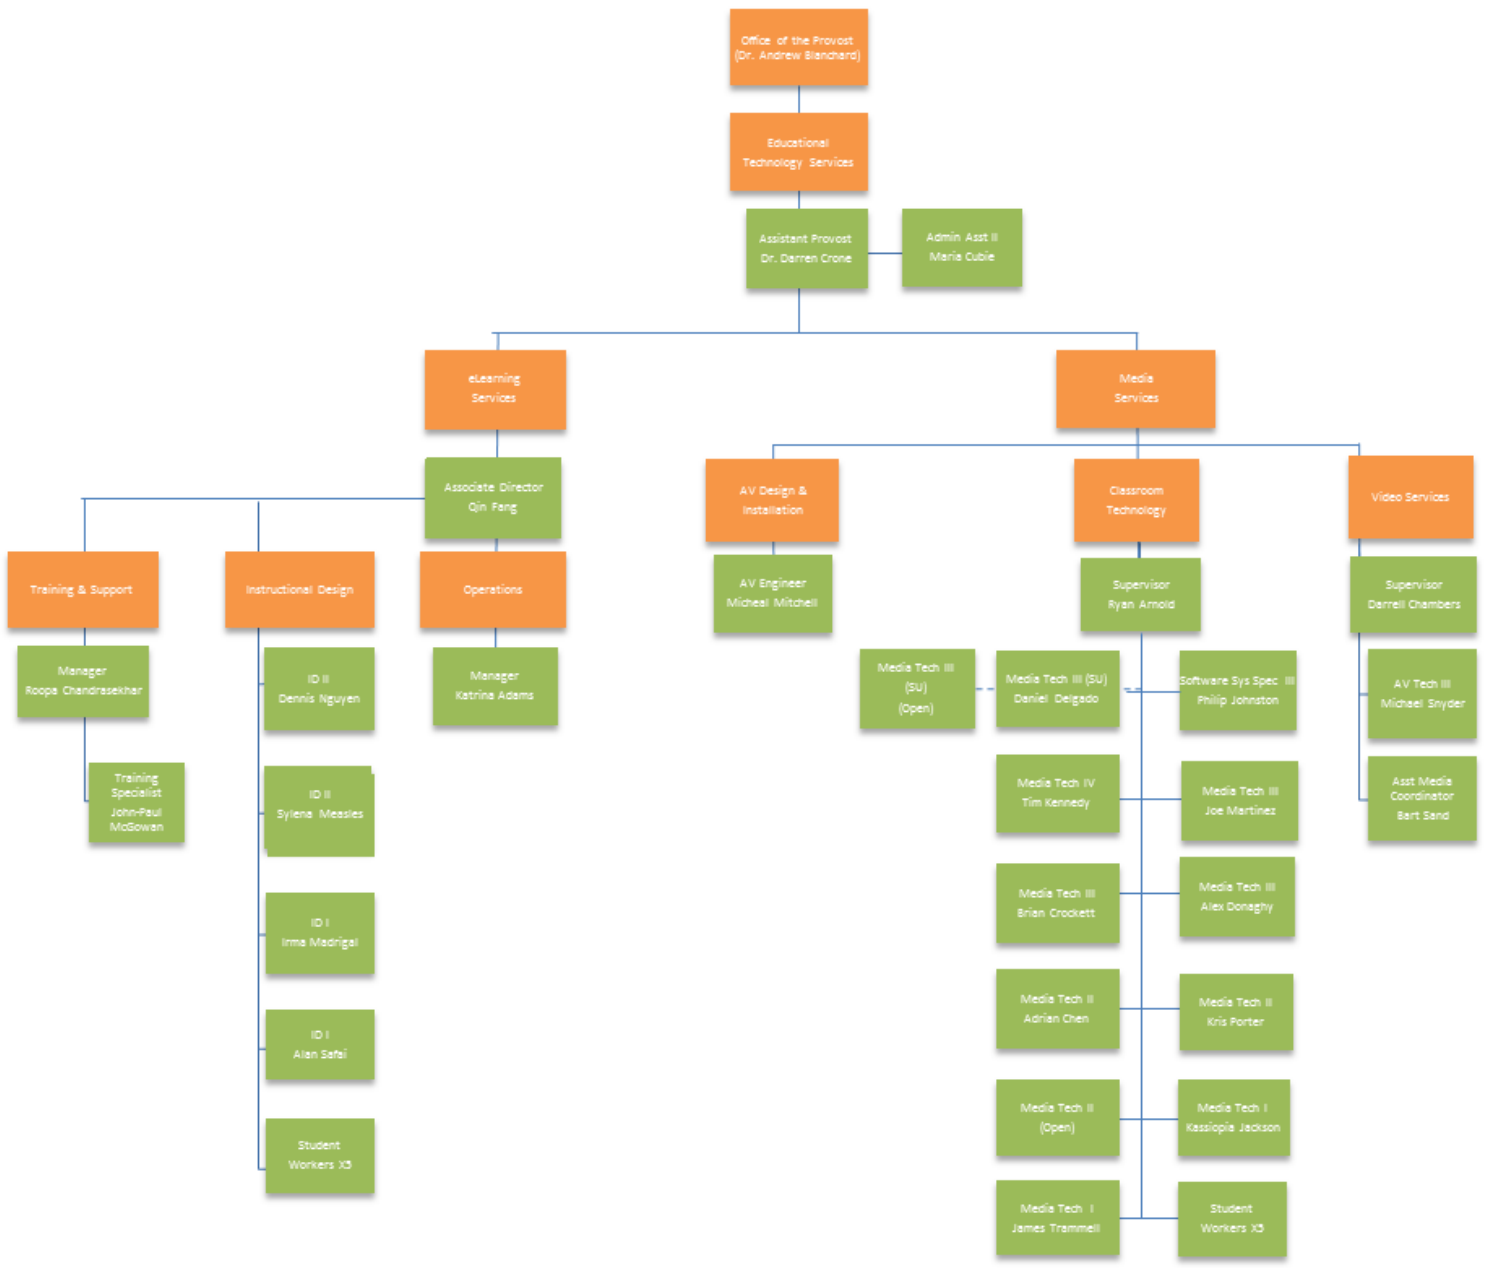 Office of the Provost
(Dr. Andrew Blanchard)
Educational
Technology Services
Assistant Provost
Dr. Darren Crone
Admin Asst II
Maria Cubie
eLearning
Services
Media
Services
Associate Director
Qin Fang
AV Design &
Installation
Classroom
Technology
Video Services
Training & Support
Instructional Design
Operations
AV Engineer
Micheal Mitchell
Supervisor
Ryan Arnold
Supervisor
Darrell Chambers
Manager
Roopa Chandrasekhar
ID II
Dennis Nguyen
Manager
Katrina Adams
Media Tech III
(SU)
(Open)
Media Tech III (SU)
Daniel Delgado
Software Sys Spec III
Philip Johnston
AV Tech III
Michael Snyder
Training
Specialist
John-Paul
McGowan
ID II
Sylena Measles
Media Tech IV
Tim Kennedy
Media Tech III
Joe Martinez
Asst Media
Coordinator
Bart Sand
ID I
Irma Madrigal
Media Tech III
Brian Crockett
Media Tech III
Alex Donaghy
ID I
Alan Safai
Media Tech II
Adrian Chen
Media Tech II
Kris Porter
Student
Workers X5
Media Tech II
(Open)
Media Tech I
Kassiopia Jackson
Media Tech I
James Trammell
Student
Workers X5